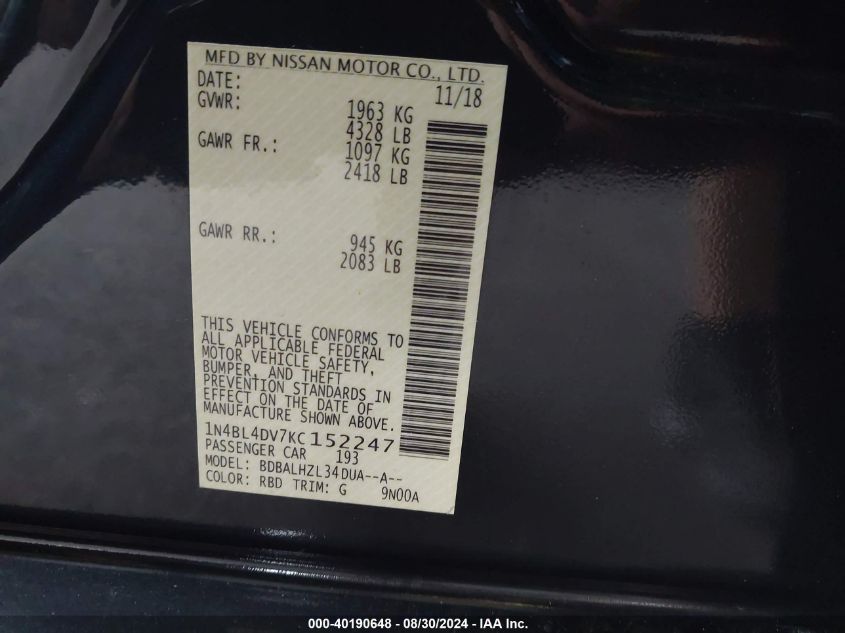 MFD BY NISSAN MOTOR CO., LTD.
DATE: 11/18
GVWR: 1963 KG
4328 LB
GAWR FR.: 1097 KG
2418 LB
GAWR RR.: 945 KG
2083 LB
THIS VEHICLE CONFORMS TO
ALL APPLICABLE FEDERAL
MOTOR VEHICLE SAFETY,
BUMPER, AND THEFT
PREVENTION STANDARDS IN
EFFECT ON THE DATE OF
MANUFACTURE SHOWN ABOVE.
1N4BL4DV7KC152247
PASSENGER CAR 193
MODEL: BDBALHZL34DUA--A--
COLOR: RBD TRIM: G 9N00A
000-40190648 - 08/30/2024 - IAA Inc.